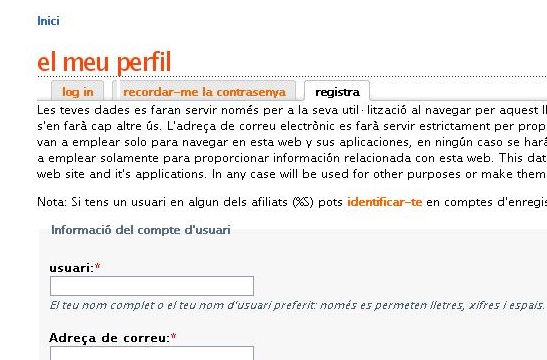 Inici
el meu perfil
log in recordar-me la contrasenya registra
Les teves dades es faran servir només per a la seva util·lització al navegar per aquest
s'en farà cap altre ús. L'adreça de correu electrònic es farà servir estrictament per prop
van a emplear solo para navegar en esta web y sus aplicaciones, en ningún caso se hará
a emplear solamente para proporcionar información relacionada con esta web. This dat
web site and it's applications. In any case will be used for other purposes or make them
Nota: Si tens un usuari en algun dels afiliats (%S) pots identificar-te en comptes d'enregis
Informació del compte d'usuari
usuari:*
El teu nom complet o el teu nom d'usuari preferit: només es permeten lletres, xifres i espais.
Adreça de correu:*